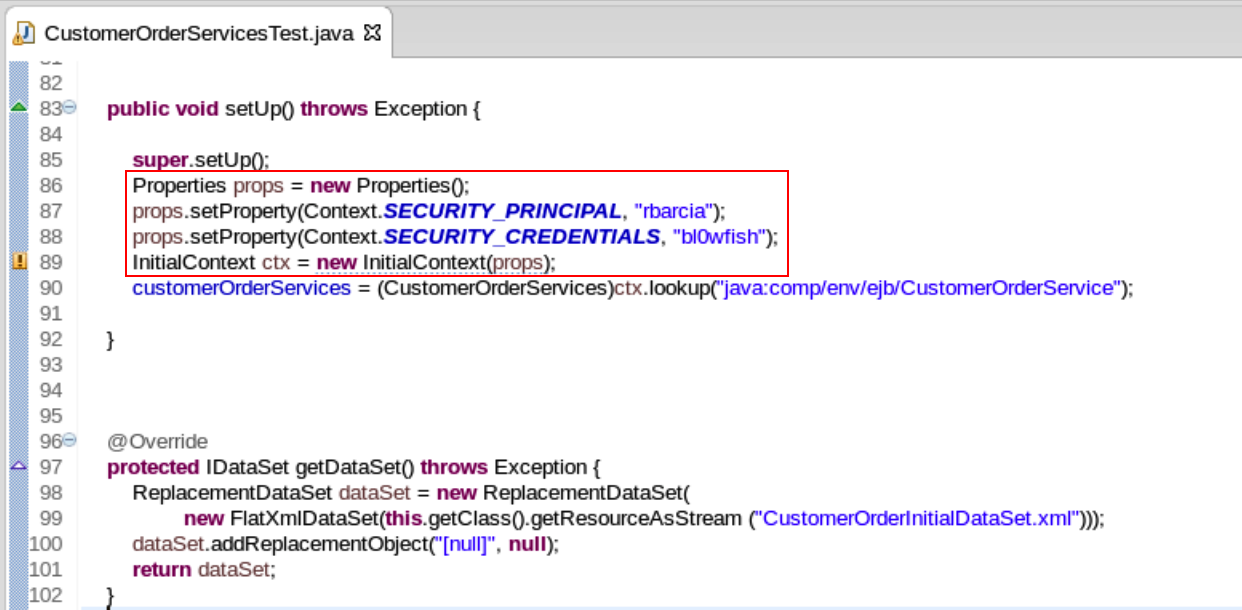 CustomerOrderServicesTest.java
82
83 public void setUp() throws Exception {
84
85 super.setUp();
86 Properties props = new Properties();
87 props.setProperty(Context.SECURITY_PRINCIPAL, "rbarcia");
88 props.setProperty(Context.SECURITY_CREDENTIALS, "bl0wfish");
89 InitialContext ctx = new InitialContext(props);
90 customerOrderServices = (CustomerOrderServices)ctx.lookup("java:comp/env/ejb/CustomerOrderService");
91
92 }
93
94
95
96 @Override
97 protected IDataSet getDataSet() throws Exception {
98 ReplacementDataSet dataSet = new ReplacementDataSet(
99 new FlatXmlDataSet(this.getClass().getResourceAsStream ("CustomerOrderInitialDataSet.xml")));
100 dataSet.addReplacementObject("[null]", null);
101 return dataSet;
102 }